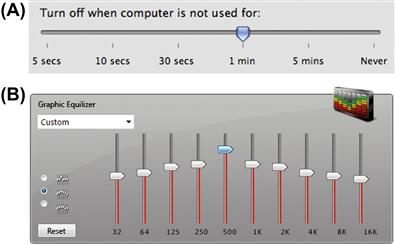 (A)
Turn off when computer is not used for:
5 secs 10 secs 30 secs 1 min 5 mins Never
(B)
Graphic Equilizer
Custom
32 64 125 250 500 1K 2K 4K 8K 16K
Reset